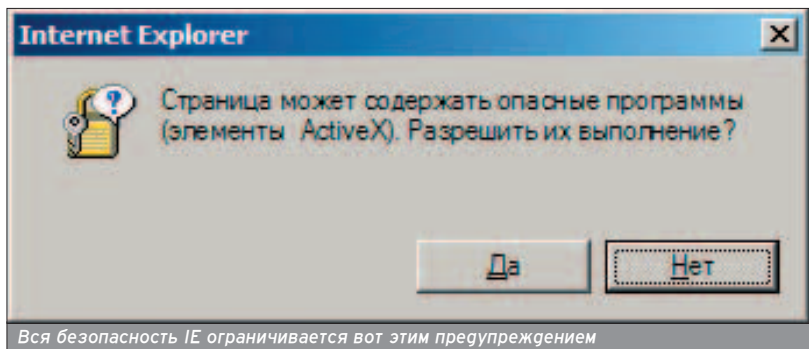 Internet Explorer
Страница может содержать опасные программы
(элементы ActiveX). Разрешить их выполнение?
Да
Нет
Вся безопасность IE ограничивается вот этим предупреждением